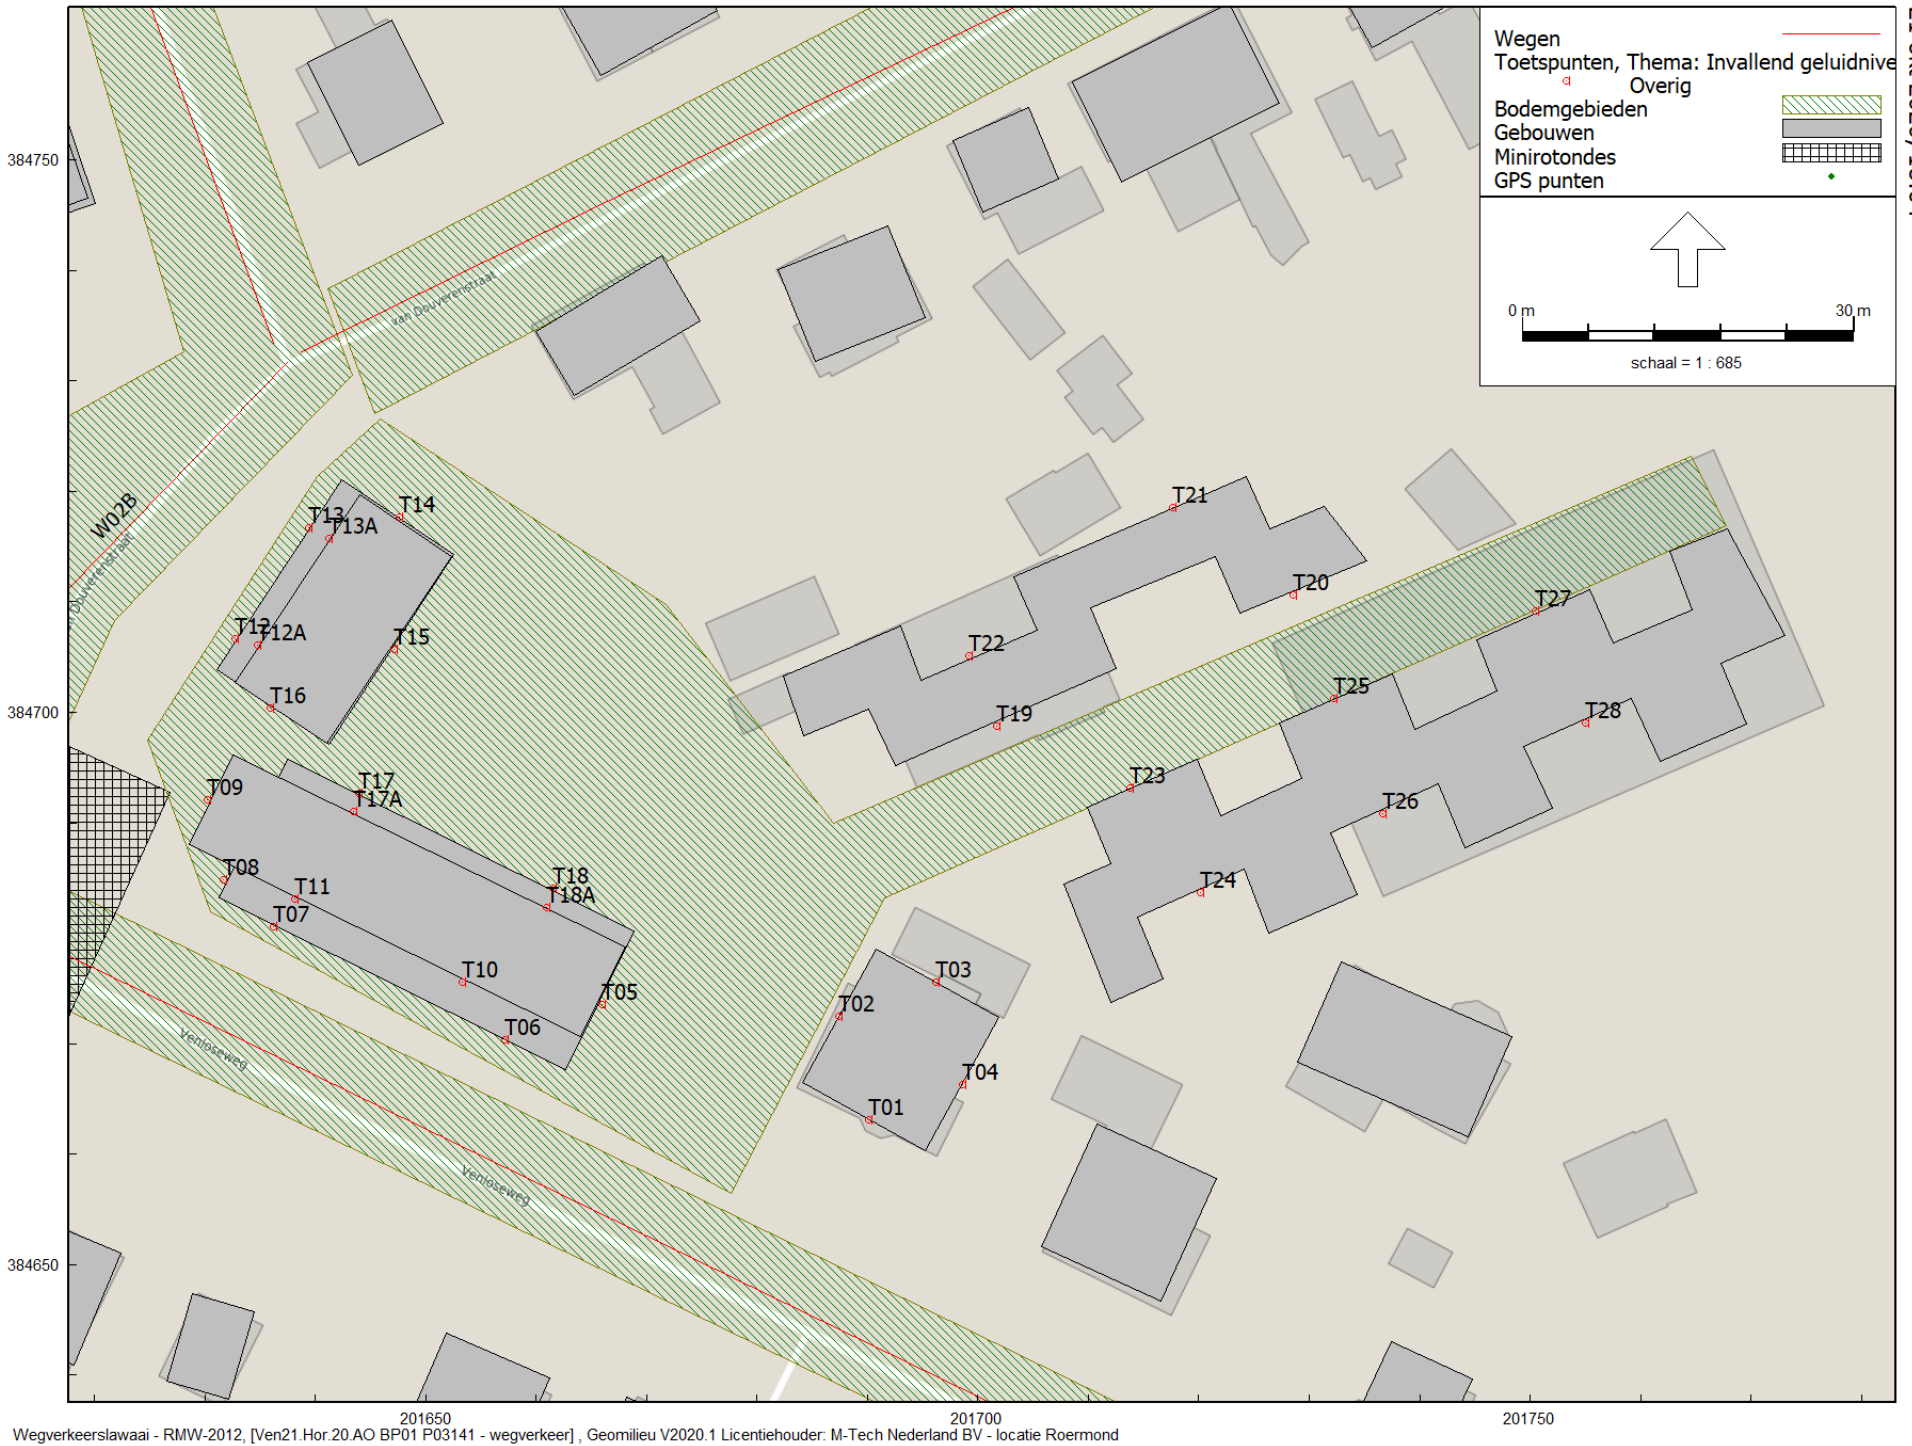 Wegen
Toetspunten, Thema: Invallend geluidnive
Overig
Bodemgebieden
Gebouwen
Minirotondes
GPS punten
0 m
30 m
schaal = 1 : 685
384750
384700
384650
201650
201700
201750
van Douverenstraat
W02B
Douverenstraat
Venloseweg
Venloseweg
T14
T13
T13A
T12
T12A
T15
T16
T09
T17
T17A
T08
T11
T07
T18
T18A
T10
T05
T06
T02
T03
T04
T01
T21
T20
T22
T19
T27
T25
T28
T23
T26
T24
Wegverkeerslawaai - RMW-2012, [Ven21.Hor.20.AO BP01 P03141 - wegverkeer] , Geomilieu V2020.1 Licentiehouder: M-Tech Nederland BV - locatie Roermond